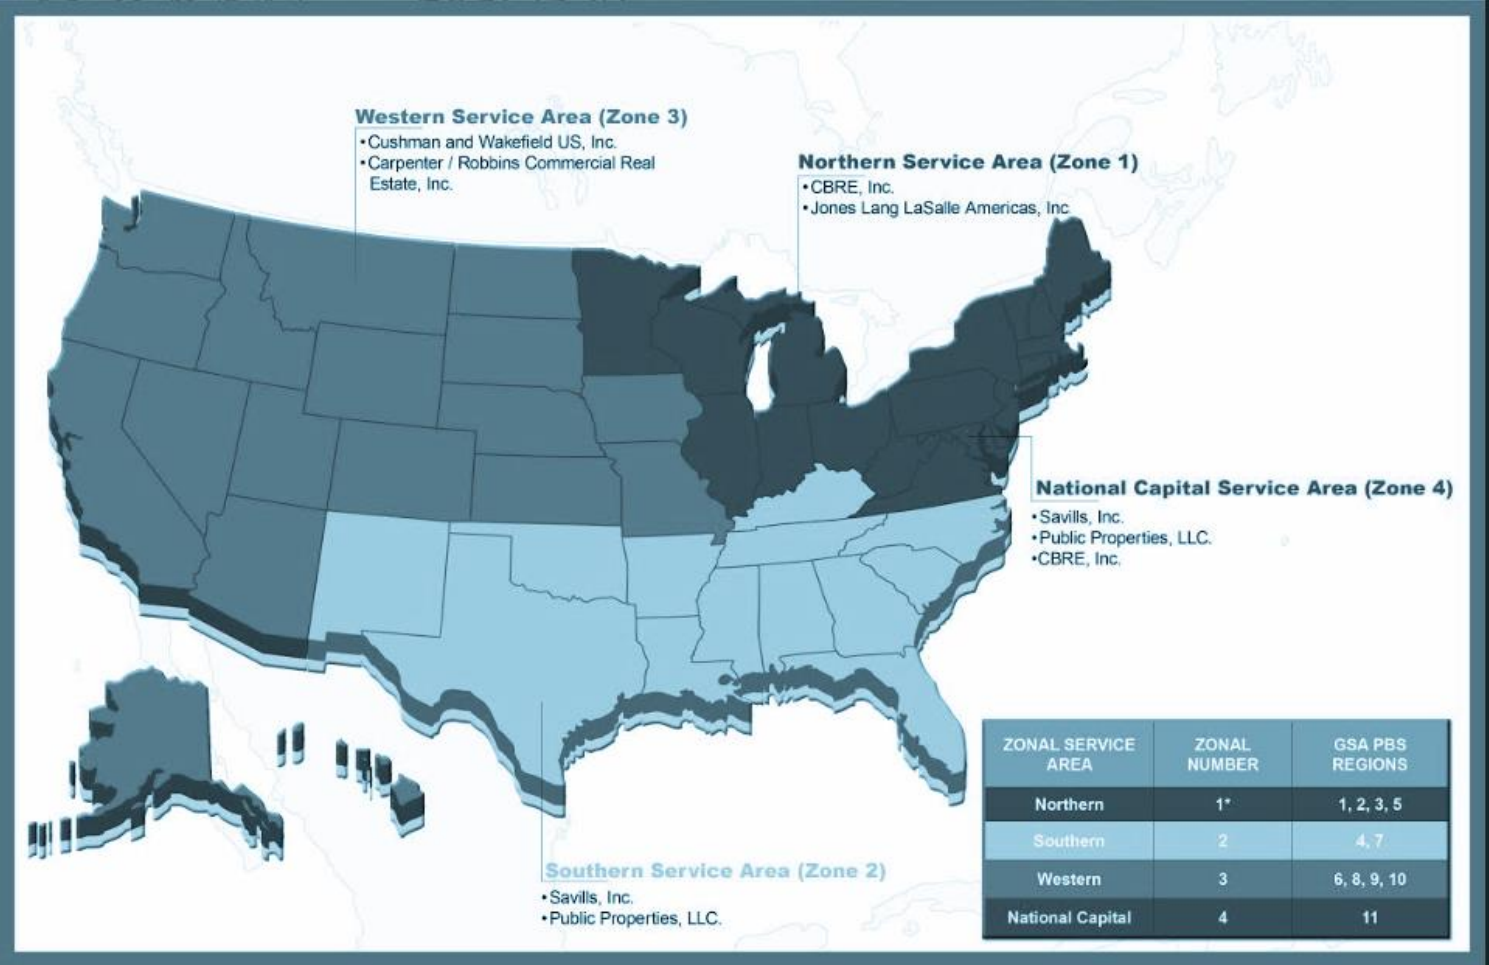 Western Service Area (Zone 3)
•Cushman and Wakefield US, Inc.
•Carpenter / Robbins Commercial Real
Estate, Inc.
Northern Service Area (Zone 1)
•CBRE, Inc.
•Jones Lang LaSalle Americas, Inc
National Capital Service Area (Zone 4)
•Savills, Inc.
•Public Properties, LLC.
•CBRE, Inc.
Southern Service Area (Zone 2)
•Savills, Inc.
•Public Properties, LLC.
ZONAL SERVICE AREA ZONAL NUMBER GSA PBS REGIONS
Northern 1* 1, 2, 3, 5
Southern 2 4, 7
Western 3 6, 8, 9, 10
National Capital 4 11